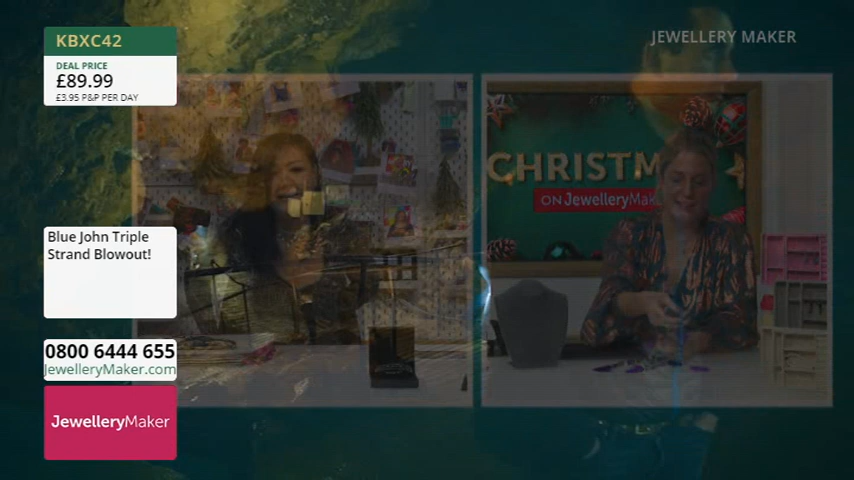 KBXC42
DEAL PRICE
£89.99
£3.95 P&P PER DAY
JEWELLERY MAKER
CHRISTM
ON JewelleryMak
Blue John Triple
Strand Blowout!
0800 6444 655
JewelleryMaker.com
JewelleryMaker